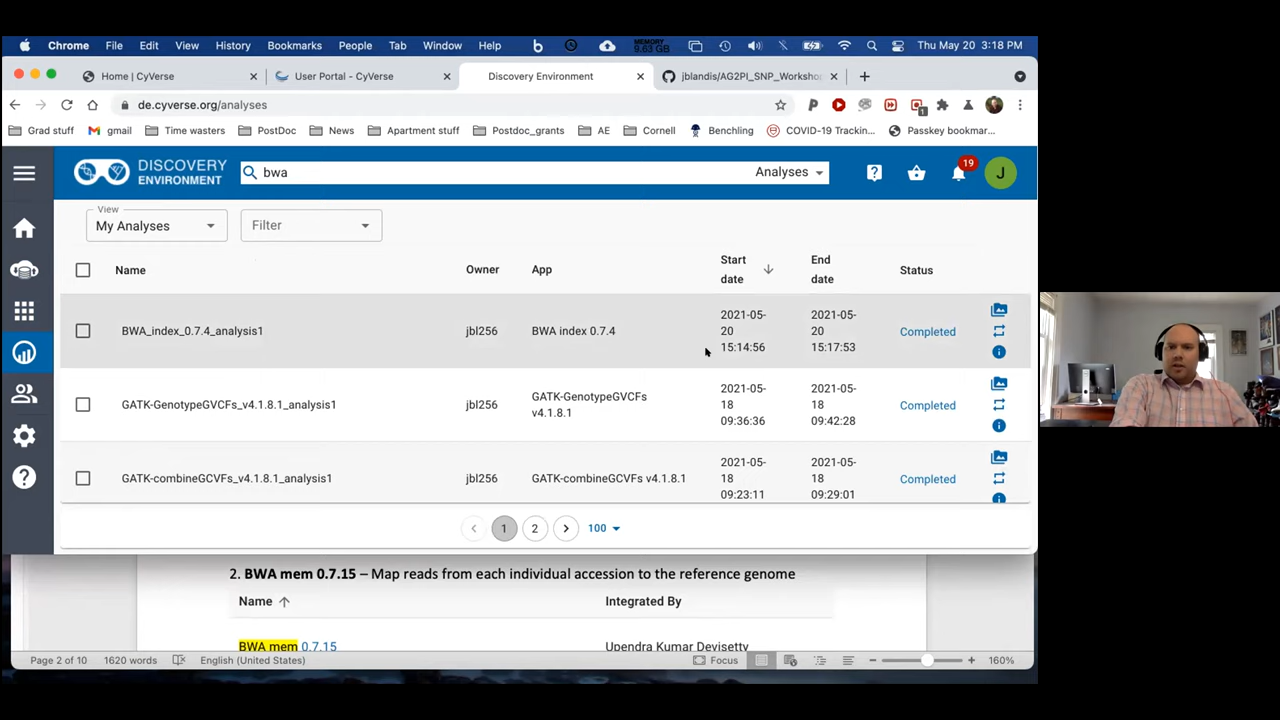 Chrome File Edit View History Bookmarks People Tab Window Help MEMORY 9.63 GB Thu May 20 3:18 PM
Home | CyVerse User Portal - CyVerse Discovery Environment jblandis/AG2PI_SNP_Workshop
de.cyverse.org/analyses
Grad stuff gmail Time wasters PostDoc News Apartment stuff Postdoc_grants AE Cornell Benchling COVID-19 Trackin... Passkey bookmar...
DISCOVERY ENVIRONMENT bwa Analyses 19 J
View
My Analyses Filter
Name Owner App Start date End date Status
BWA_index_0.7.4_analysis1 jbl256 BWA index 0.7.4 2021-05-20 15:14:56 2021-05-20 15:17:53 Completed
GATK-GenotypeGVCFs_v4.1.8.1_analysis1 jbl256 GATK-GenotypeGVCFs v4.1.8.1 2021-05-18 09:36:36 2021-05-18 09:42:28 Completed
GATK-combineGCVFs_v4.1.8.1_analysis1 jbl256 GATK-combineGCVFs v4.1.8.1 2021-05-18 09:23:11 2021-05-18 09:29:01 Completed
1 2 100
2. BWA mem 0.7.15 – Map reads from each individual accession to the reference genome
Name Integrated By
BWA mem 0.7.15 Upendra Kumar Devisetty
Page 2 of 10 1620 words English (United States) Focus 160%